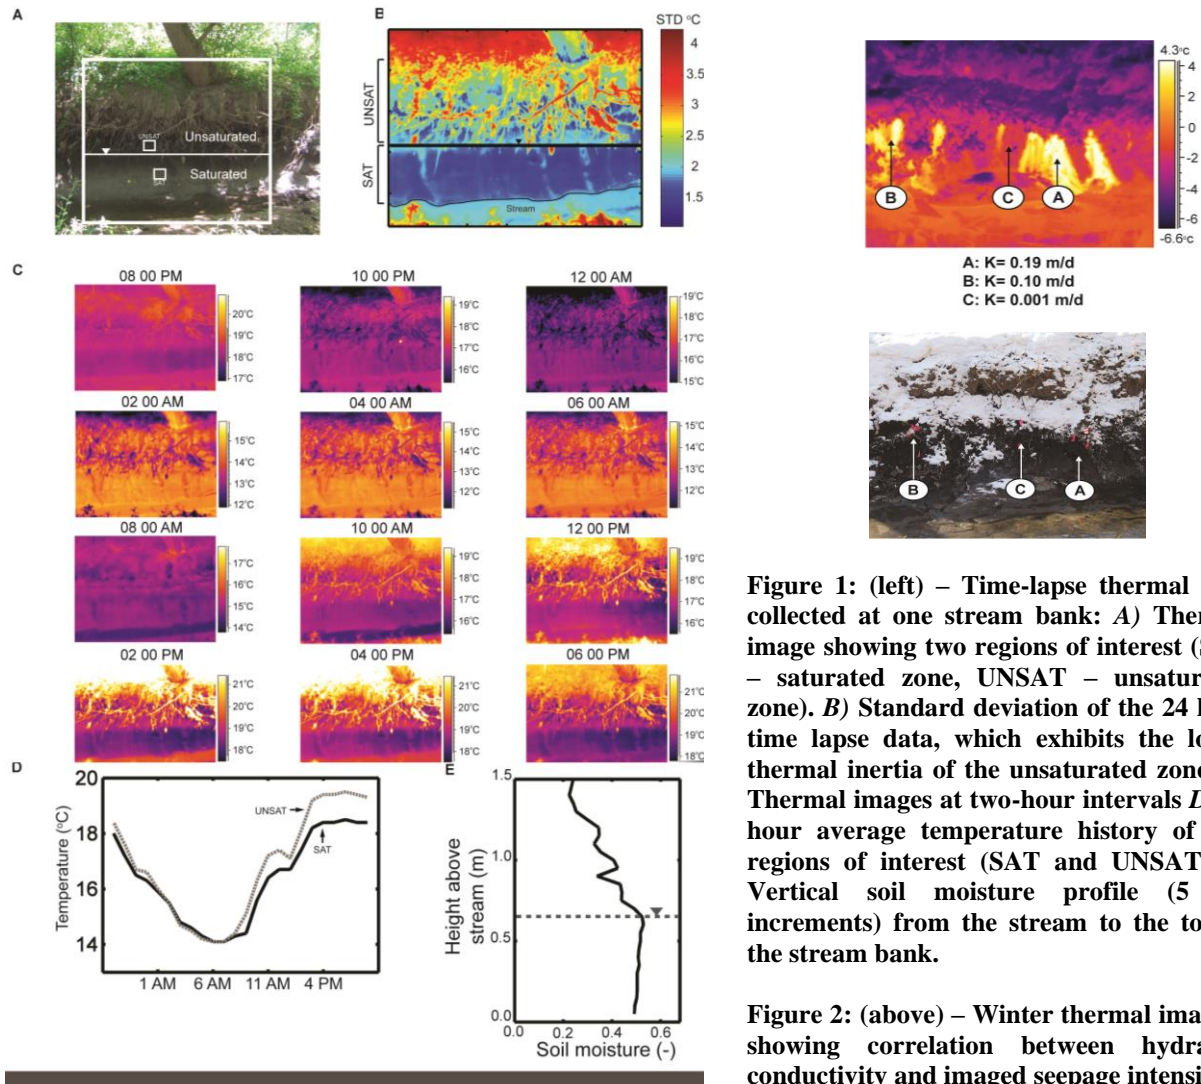 A
UNSAT
Unsaturated
Saturated
SAT
B
STD °C
UNSAT
SAT
Stream
4
3.5
3
2.5
2
1.5
C
08 00 PM
20°C
19°C
18°C
17°C
10 00 PM
19°C
18°C
17°C
16°C
12 00 AM
19°C
18°C
17°C
16°C
15°C
02 00 AM
15°C
14°C
13°C
12°C
04 00 AM
15°C
14°C
13°C
12°C
06 00 AM
15°C
14°C
13°C
12°C
08 00 AM
17°C
16°C
15°C
14°C
10 00 AM
19°C
18°C
17°C
16°C
12 00 PM
19°C
18°C
17°C
16°C
02 00 PM
21°C
20°C
19°C
18°C
04 00 PM
21°C
20°C
19°C
18°C
06 00 PM
21°C
20°C
19°C
18°C
D
Temperature (°C)
20
18
16
14
UNSAT
SAT
1 AM 6 AM 11 AM 4 PM
E
Height above
stream (m)
1.5
1.0
0.5
0.0
0.0 0.2 0.4 0.6
Soil moisture (-)
4.3°C
4
2
0
-2
-4
-6
-6.6°C
B
C
A
A: K= 0.19 m/d
B: K= 0.10 m/d
C: K= 0.001 m/d
B
C
A
Figure 1: (left) – Time-lapse thermal
collected at one stream bank: A)
image showing two regions of interest
– saturated zone, UNSAT –
zone). B) Standard deviation of the 24
time lapse data, which exhibits the
thermal inertia of the unsaturated zone
Thermal images at two-hour intervals
hour average temperature history of
regions of interest (SAT and UNSAT
Vertical soil moisture profile (5
increments) from the stream to the
the stream bank.
Figure 2: (above) – Winter thermal
showing correlation between
conductivity and imaged seepage